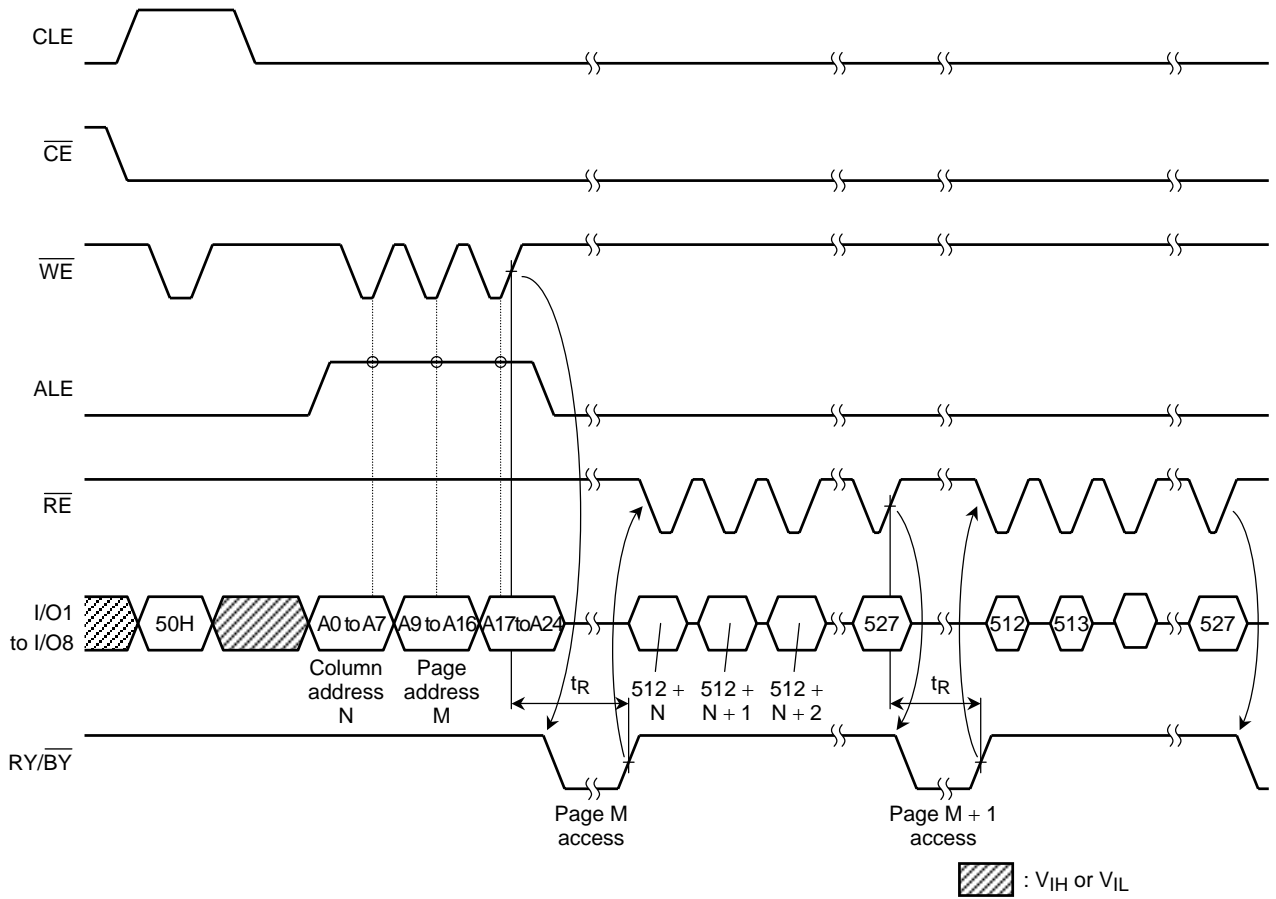 CLE
CE
WE
ALE
RE
I/O1
to I/O8
50H
A0 to A7
A9 to A16
A17 to A24
527
512
513
527
Column
address
N
Page
address
M
tR
512 +
N
512 +
N + 1
512 +
N + 2
tR
RY/BY
Page M
access
Page M + 1
access
: VIH or VIL